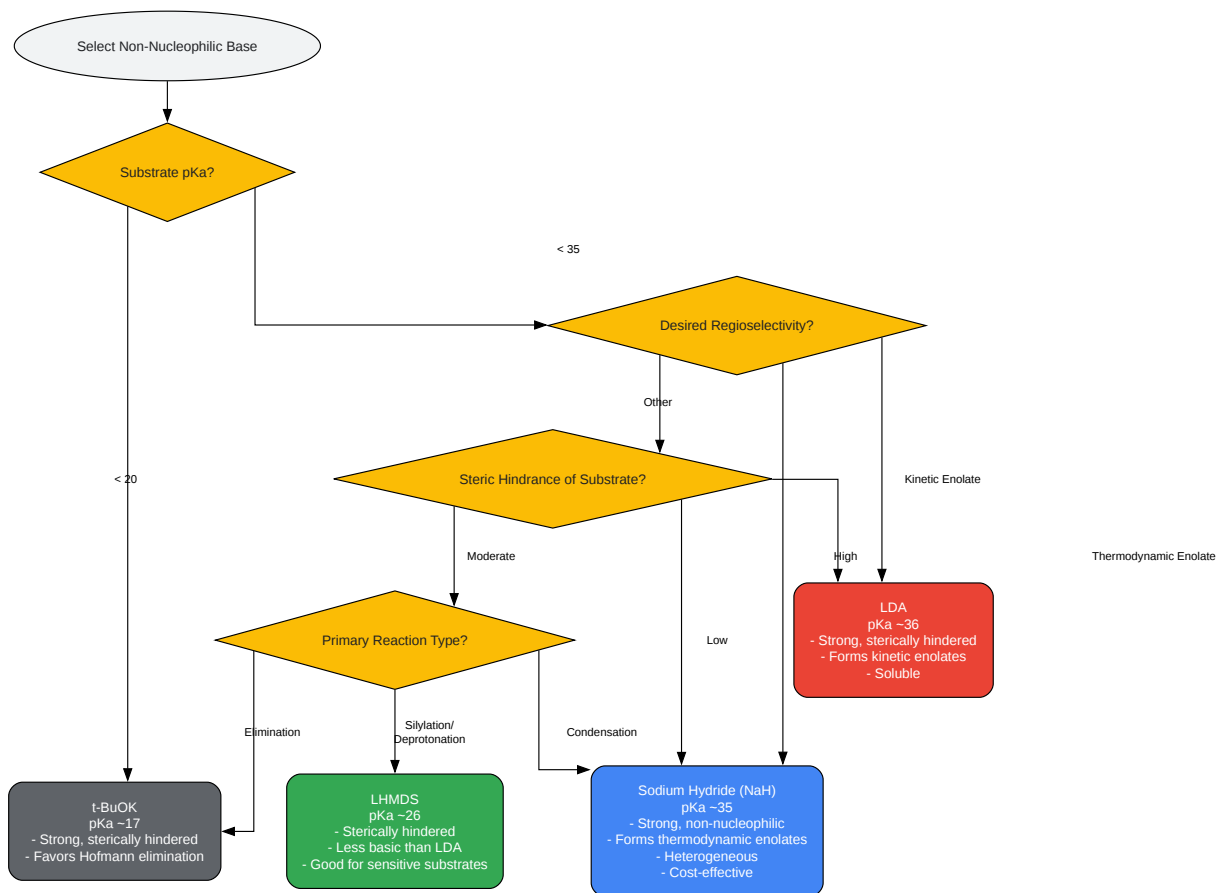 Select Non-Nucleophilic Base
Substrate pKa?
< 35
Desired Regioselectivity?
Other
Steric Hindrance of Substrate?
< 20
Kinetic Enolate
Moderate
High
Thermodynamic Enolate
LDA
pKa ~36
- Strong, sterically hindered
- Forms kinetic enolates
- Soluble
Primary Reaction Type?
Low
Elimination
Silylation/
Deprotonation
Condensation
t-BuOK
pKa ~17
- Strong, sterically hindered
- Favors Hofmann elimination
LHMDS
pKa ~26
- Sterically hindered
- Less basic than LDA
- Good for sensitive substrates
Sodium Hydride (NaH)
pKa ~35
- Strong, non-nucleophilic
- Forms thermodynamic enolates
- Heterogeneous
- Cost-effective